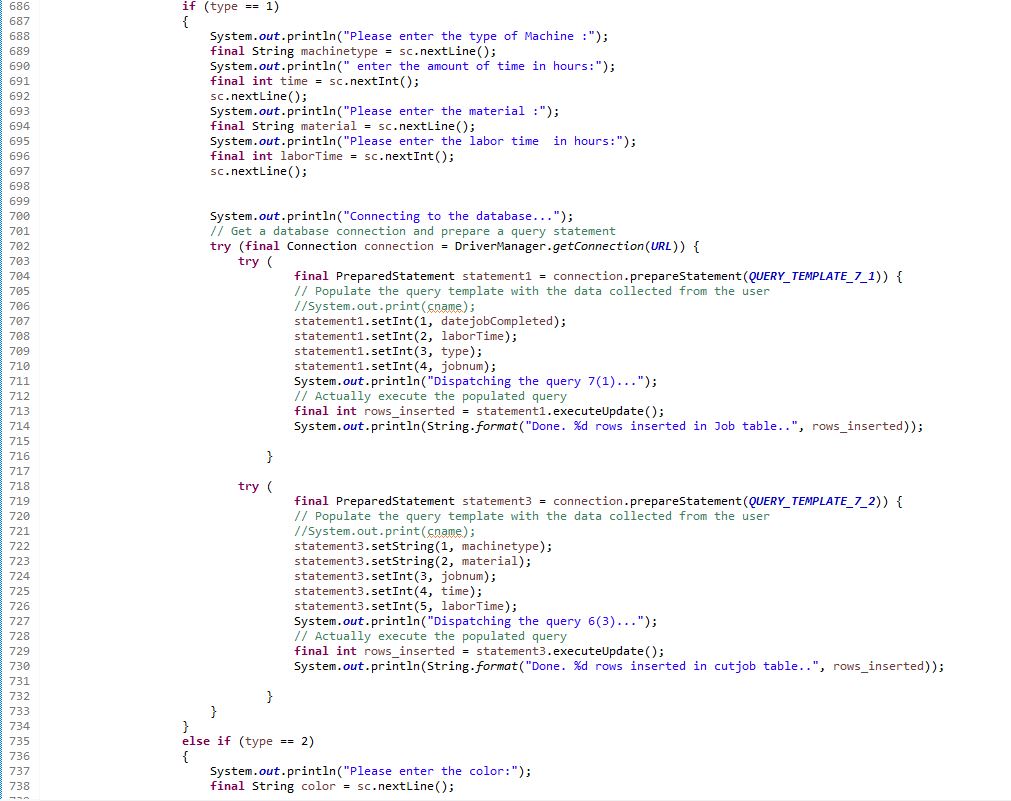 686 if (type == 1)
687 {
688 System.out.println("Please enter the type of Machine :");
689 final String machinetype = sc.nextLine();
690 System.out.println(" enter the amount of time in hours:");
691 final int time = sc.nextInt();
692 sc.nextLine();
693 System.out.println("Please enter the material :");
694 final String material = sc.nextLine();
695 System.out.println("Please enter the labor time  in hours:");
696 final int laborTime = sc.nextInt();
697 sc.nextLine();
698
699
700 System.out.println("Connecting to the database...");
701 // Get a database connection and prepare a query statement
702 try (final Connection connection = DriverManager.getConnection(URL)) {
703 try (
704 final PreparedStatement statement1 = connection.prepareStatement(QUERY_TEMPLATE_7_1)) {
705 // Populate the query template with the data collected from the user
706 //System.out.print(cname);
707 statement1.setInt(1, datejobCompleted);
708 statement1.setInt(2, laborTime);
709 statement1.setInt(3, type);
710 statement1.setInt(4, jobnum);
711 System.out.println("Dispatching the query 7(1)...");
712 // Actually execute the populated query
713 final int rows_inserted = statement1.executeUpdate();
714 System.out.println(String.format("Done. %d rows inserted in Job table..", rows_inserted));
715
716 }
717
718 try (
719 final PreparedStatement statement3 = connection.prepareStatement(QUERY_TEMPLATE_7_2)) {
720 // Populate the query template with the data collected from the user
721 //System.out.print(cname);
722 statement3.setString(1, machinetype);
723 statement3.setString(2, material);
724 statement3.setInt(3, jobnum);
725 statement3.setInt(4, time);
726 statement3.setInt(5, laborTime);
727 System.out.println("Dispatching the query 6(3)...");
728 // Actually execute the populated query
729 final int rows_inserted = statement3.executeUpdate();
730 System.out.println(String.format("Done. %d rows inserted in cutjob table..", rows_inserted));
731
732 }
733 }
734 }
735 else if (type == 2)
736 {
737 System.out.println("Please enter the color:");
738 final String color = sc.nextLine();